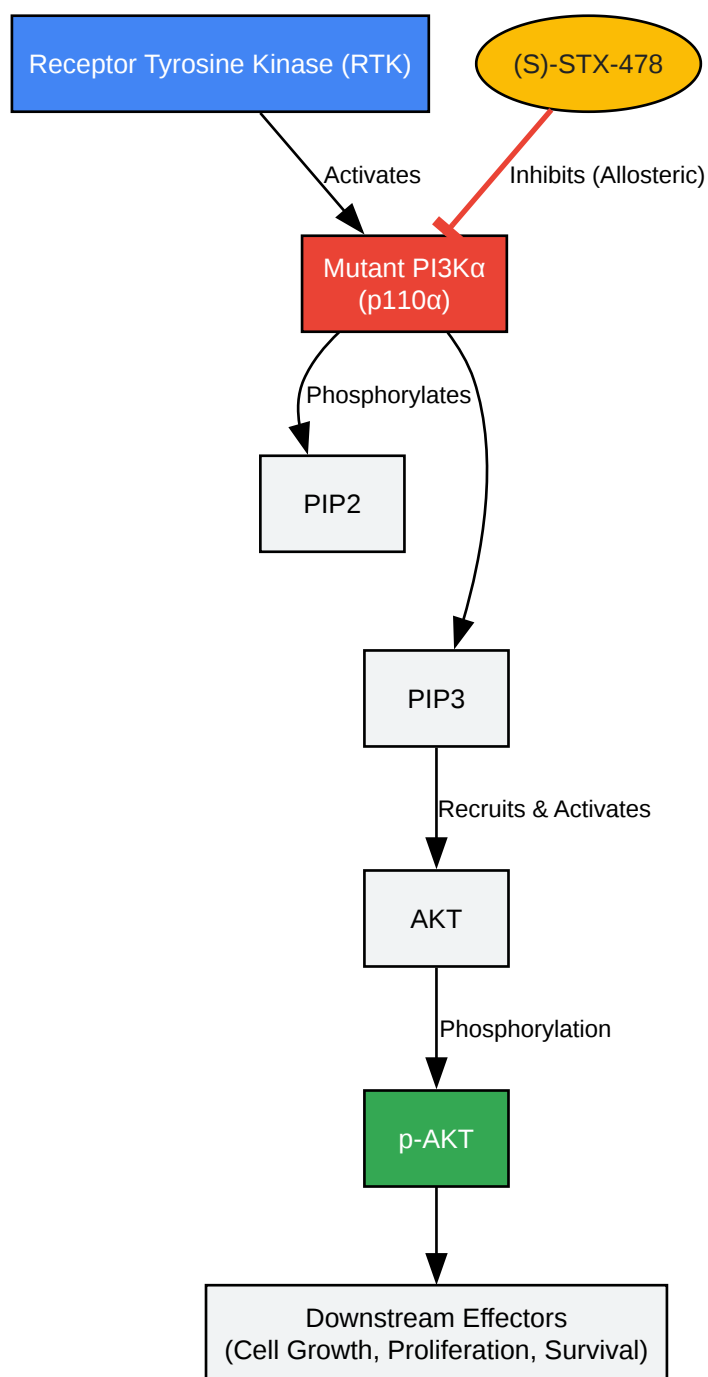 Receptor Tyrosine Kinase (RTK)
(S)-STX-478
Activates
Inhibits (Allosteric)
Mutant PI3Kα
(p110α)
Phosphorylates
PIP2
PIP3
Recruits & Activates
AKT
Phosphorylation
p-AKT
Downstream Effectors
(Cell Growth, Proliferation, Survival)